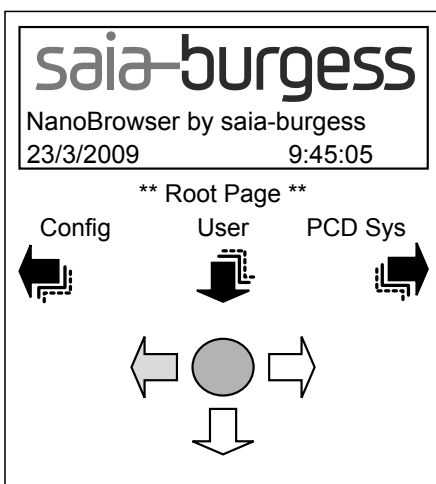 saia-burgess
NanoBrowser by saia-burgess
23/3/2009 9:45:05
** Root Page **
Config User PCD Sys